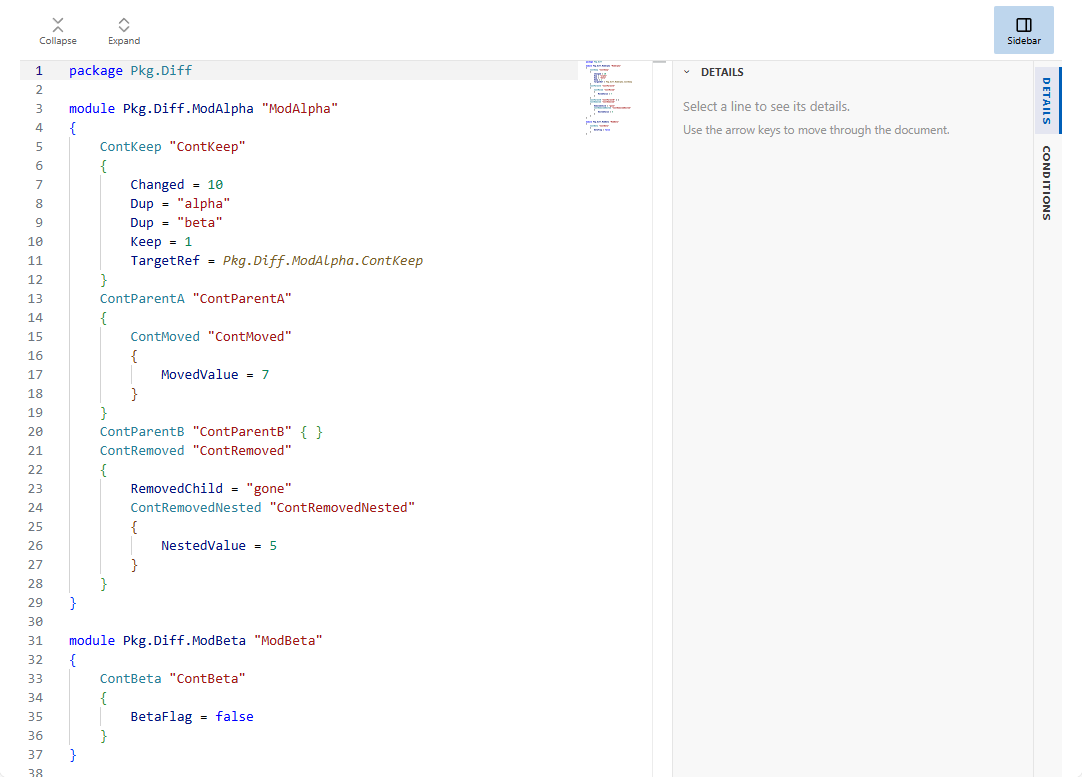 Collapse Expand Sidebar
1 package Pkg.Diff
2
3 module Pkg.Diff.ModAlpha "ModAlpha"
4 {
5 ContKeep "ContKeep"
6 {
7 Changed = 10
8 Dup = "alpha"
9 Dup = "beta"
10 Keep = 1
11 TargetRef = Pkg.Diff.ModAlpha.ContKeep
12 }
13 ContParentA "ContParentA"
14 {
15 ContMoved "ContMoved"
16 {
17 MovedValue = 7
18 }
19 }
20 ContParentB "ContParentB" { }
21 ContRemoved "ContRemoved"
22 {
23 RemovedChild = "gone"
24 ContRemovedNested "ContRemovedNested"
25 {
26 NestedValue = 5
27 }
28 }
29 }
30
31 module Pkg.Diff.ModBeta "ModBeta"
32 {
33 ContBeta "ContBeta"
34 {
35 BetaFlag = false
36 }
37 }
38
DETAILS
Select a line to see its details.
Use the arrow keys to move through the document.
DETAILS
CONDITIONS